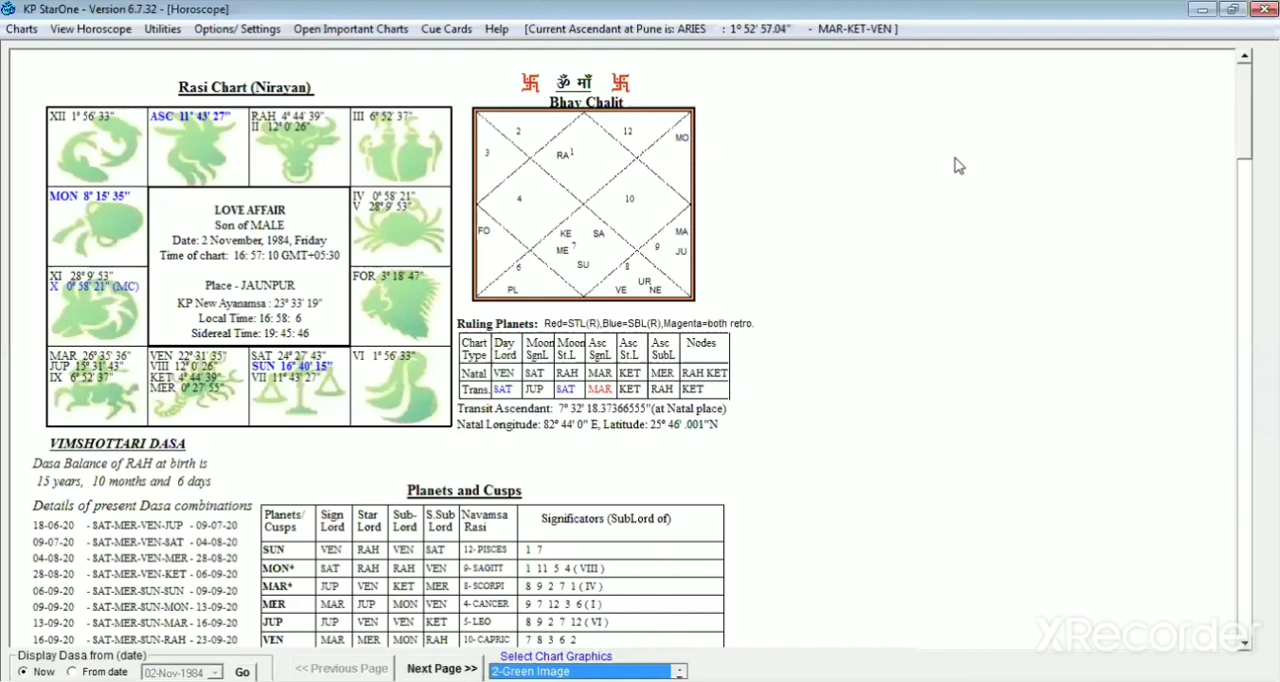 KP StarOne - Version 6.7.32 - [Horoscope]
Charts View Horoscope Utilities Options/ Settings Open Important Charts Cue Cards Help [Current Ascendant at Pune is: ARIES : 1° 52' 57.04" - MAR-KET-VEN ]
Rasi Chart (Nirayan)
XII 1° 56' 33"
ASC 11° 43' 27"
RAH 4° 44' 39"
II 12° 0' 26"
III 6° 52' 37"
MON 8° 15' 35"
IV 0° 58' 21"
V 28° 9' 53"
LOVE AFFAIR
Son of MALE
Date: 2 November, 1984, Friday
Time of chart: 16: 57: 10 GMT+05:30
Place - JAUNPUR
KP New Ayanamsa : 23° 33' 19"
Local Time: 16: 58: 6
Sidereal Time: 19: 45: 46
XI 28° 9' 53"
X 0° 58' 21" (MC)
FOR 3° 18' 47"
MAR 26° 35' 36"
JUP 15° 31' 43"
IX 6° 52' 37"
VEN 22° 31' 35"
VIII 12° 0' 26"
KET 4° 44' 39"
MER 0° 27' 55"
SAT 24° 27' 43"
SUN 16° 40' 15"
VII 11° 43' 27"
VI 1° 56' 33"
卐 ॐ माँ 卐
Bhav Chalit
2 12
3 RA 1 MO
4 10
FO KE SA MA
ME 7 9 JU
6 SU 8
PL VE UR NE
Ruling Planets: Red=STL(R),Blue=SBL(R),Magenta=both retro.
Chart Type Day Lord Moon SgnL Moon St.L Asc SgnL Asc St.L Asc SubL Nodes
Natal VEN SAT RAH MAR KET MER RAH KET
Trans. SAT JUP SAT MAR KET RAH KET
Transit Ascendant: 7° 32' 18.37366555"(at Natal place)
Natal Longitude: 82° 44' 0" E, Latitude: 25° 46' .001"N
VIMSHOTTARI DASA
Dasa Balance of RAH at birth is
15 years, 10 months and 6 days
Details of present Dasa combinations
18-06-20 - SAT-MER-VEN-JUP - 09-07-20
09-07-20 - SAT-MER-VEN-SAT - 04-08-20
04-08-20 - SAT-MER-VEN-MER - 28-08-20
28-08-20 - SAT-MER-VEN-KET - 06-09-20
06-09-20 - SAT-MER-SUN-SUN - 09-09-20
09-09-20 - SAT-MER-SUN-MON - 13-09-20
13-09-20 - SAT-MER-SUN-MAR - 16-09-20
16-09-20 - SAT-MER-SUN-RAH - 23-09-20
Planets and Cusps
Planets/ Cusps Sign Lord Star Lord Sub- Lord S.Sub Lord Navamsa Rasi Significators (SubLord of)
SUN VEN RAH VEN SAT 12-PISCES 1 7
MON* SAT RAH RAH VEN 9-SAGITT 1 11 5 4 ( VIII )
MAR* JUP VEN KET MER 8-SCORPI 8 9 2 7 1 ( IV )
MER MAR JUP MON VEN 4-CANCER 9 7 12 3 6 ( I )
JUP JUP VEN VEN KET 5-LEO 8 9 2 7 12 ( VI )
VEN MAR MER MON RAH 10-CAPRIC 7 8 3 6 2
Display Dasa from (date)
Now From date 02-Nov-1984 Go
<< Previous Page Next Page >>
Select Chart Graphics
2-Green Image
XRecorder